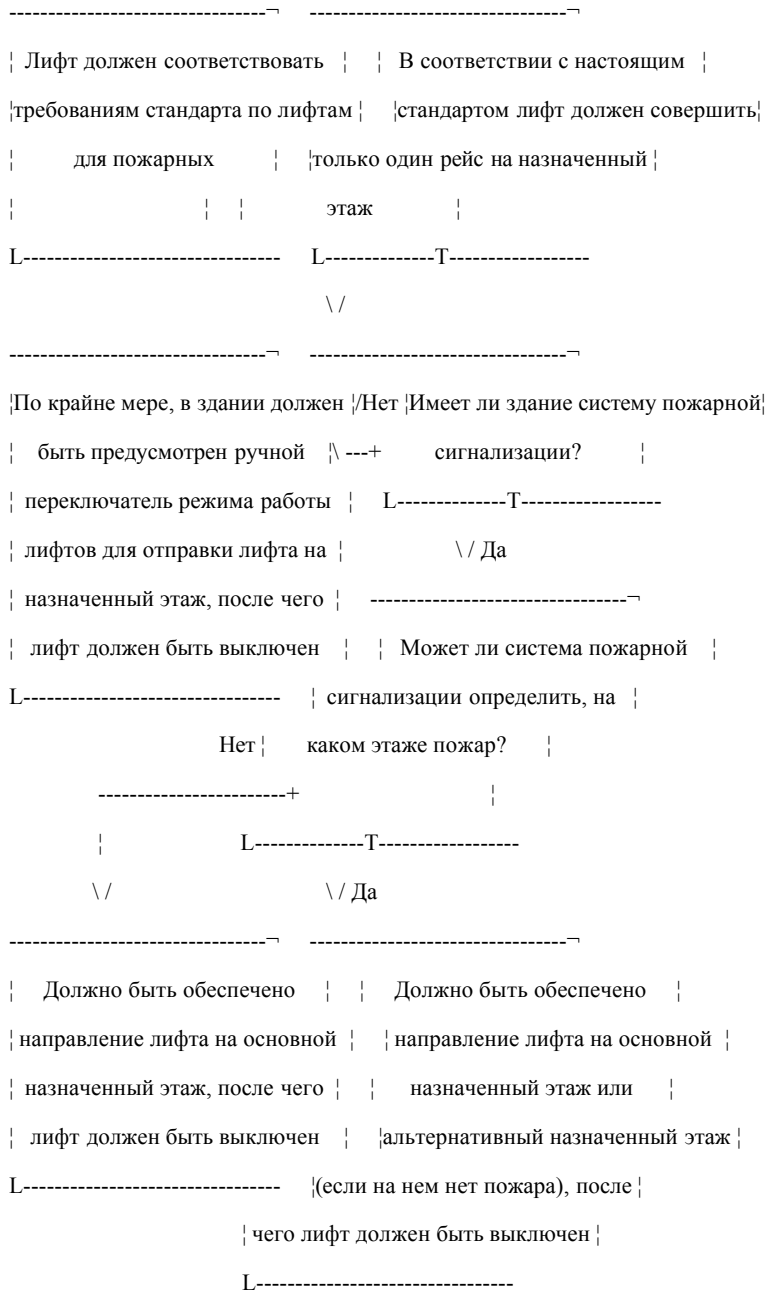 ---------------------------------¬ ---------------------------------¬
¦ Лифт должен соответствовать ¦ ¦ В соответствии с настоящим ¦
¦требованиям стандарта по лифтам ¦ ¦стандартом лифт должен совершить¦
¦ для пожарных ¦ ¦только один рейс на назначенный ¦
¦ ¦ ¦ этаж ¦
L--------------------------------- L--------------T------------------
\ /
---------------------------------¬ ---------------------------------¬
¦По крайне мере, в здании должен ¦/Нет ¦Имеет ли здание систему пожарной¦
¦ быть предусмотрен ручной ¦\ ---+ сигнализации? ¦
¦ переключатель режима работы ¦ L--------------T------------------
¦ лифтов для отправки лифта на ¦ \ / Да
¦ назначенный этаж, после чего ¦ ---------------------------------¬
¦ лифт должен быть выключен ¦ ¦ Может ли система пожарной ¦
L--------------------------------- ¦ сигнализации определить, на ¦
Нет ¦ каком этаже пожар? ¦
------------------------+ ¦
¦ L--------------T------------------
\ / \ / Да
---------------------------------¬ ---------------------------------¬
¦ Должно быть обеспечено ¦ ¦ Должно быть обеспечено ¦
¦ направление лифта на основной ¦ ¦ направление лифта на основной ¦
¦ назначенный этаж, после чего ¦ ¦ назначенный этаж или ¦
¦ лифт должен быть выключен ¦ ¦альтернативный назначенный этаж ¦
L--------------------------------- ¦(если на нем нет пожара), после ¦
¦ чего лифт должен быть выключен ¦
L---------------------------------